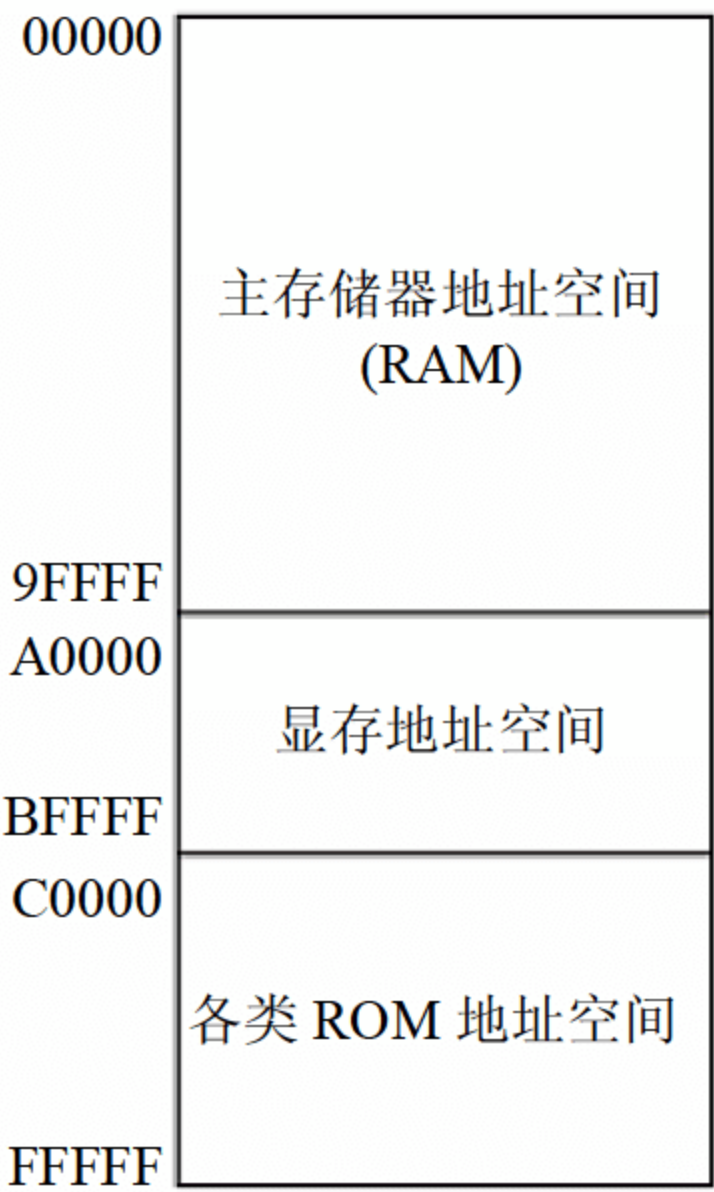 00000
主存储器地址空间
(RAM)
9FFFF
A0000
显存地址空间
BFFFF
C0000
各类 ROM 地址空间
FFFFF